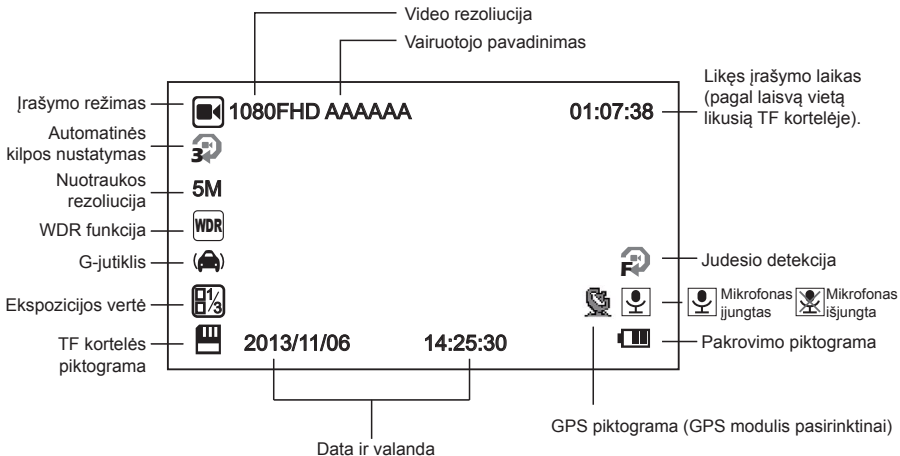 Video rezoliucija
Vairuotojo pavadinimas
Įrašymo režimas
1080FHD AAAAAA
01:07:38
Likęs įrašymo laikas
(pagal laisvą vietą
likusią TF kortelėje).
Automatinės
kilpos nustatymas
3
Nuotraukos
rezoliucija
5M
WDR funkcija
WDR
G-jutiklis
Judesio detekcija
F
Ekspozicijos vertė
1/3
Mikrofonas
įjungtas
Mikrofonas
išjungta
TF kortelės
piktograma
2013/11/06
14:25:30
Pakrovimo piktograma
GPS piktograma (GPS modulis pasirinktinai)
Data ir valanda